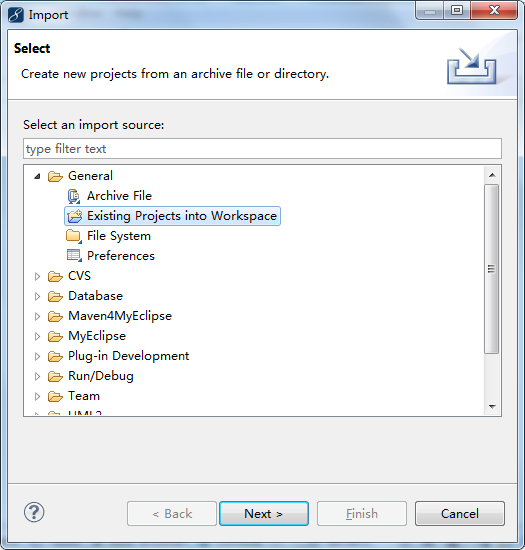 Import
Select
Create new projects from an archive file or directory.
Select an import source:
type filter text
General
Archive File
Existing Projects into Workspace
File System
Preferences
CVS
Database
Maven4MyEclipse
MyEclipse
Plug-in Development
Run/Debug
Team
UML2
< Back
Next >
Finish
Cancel